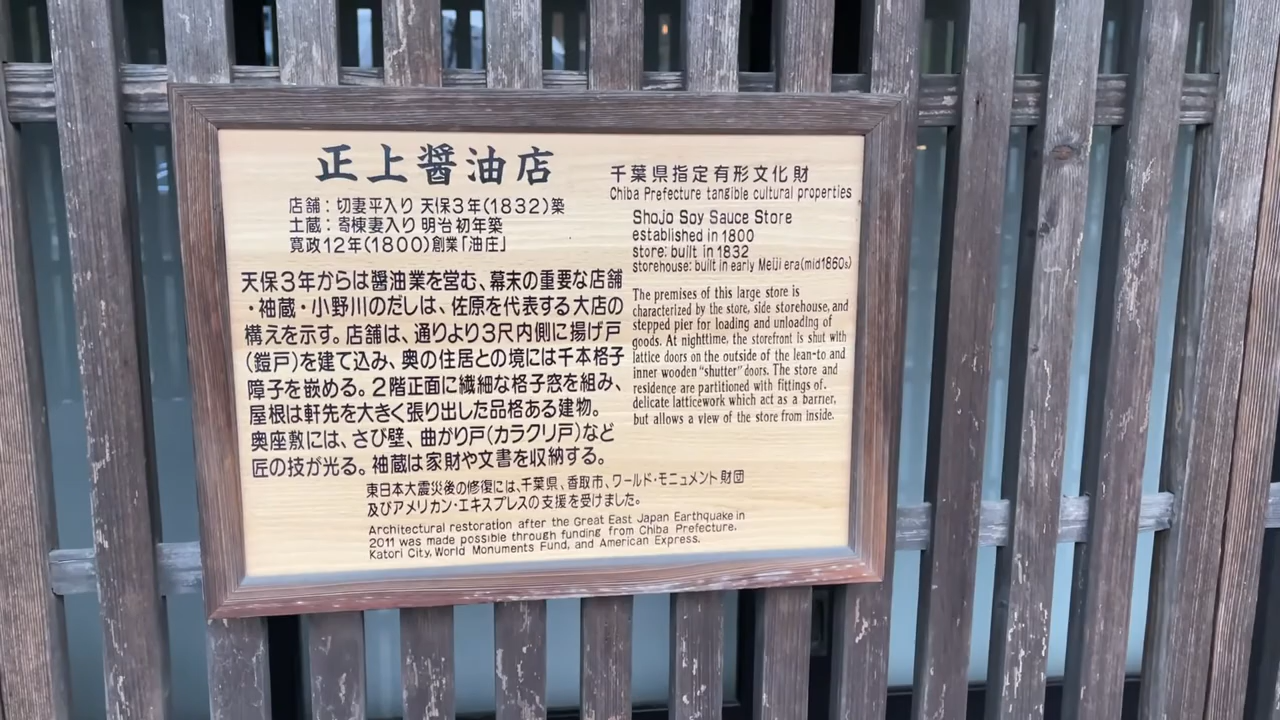 正上醤油店
店舗：切妻平入り 天保3年(1832)築
土蔵：寄棟妻入り 明治初年築
寛政12年(1800)創業「油庄」
天保3年からは醤油業を営む、幕末の重要な店舗
・袖蔵・小野川のだしは、佐原を代表する大店の
構えを示す。店舗は、通りより3尺内側に揚げ戸
(鎧戸)を建て込み、奥の住居との境には千本格子
障子を嵌める。2階正面に繊細な格子窓を組み、
屋根は軒先を大きく張り出した品格ある建物。
奥座敷には、さび壁、曲がり戸(カラクリ戸)など
匠の技が光る。袖蔵は家財や文書を収納する。
千葉県指定有形文化財
Chiba Prefecture tangible cultural properties
ShoJo Soy Sauce Store
established in 1800
store: built in 1832
storehouse: built in early Meiji era(mid1860s)
The premises of this large store is
characterized by the store, side storehouse, and
stepped pier for loading and unloading of
goods. At nighttime, the storefront is shut with
lattice doors on the outside of the lean-to and
inner wooden "shutter" doors. The store and
residence are partitioned with fittings of
delicate latticework which act as a barrier,
but allows a view of the store from inside.
東日本大震災後の修復には、千葉県、香取市、ワールド・モニュメント財団
及びアメリカン・エキスプレスの支援を受けました。
Architectural restoration after the Great East Japan Earthquake in
2011 was made possible through funding from Chiba Prefecture,
Katori City, World Monuments Fund, and American Express.